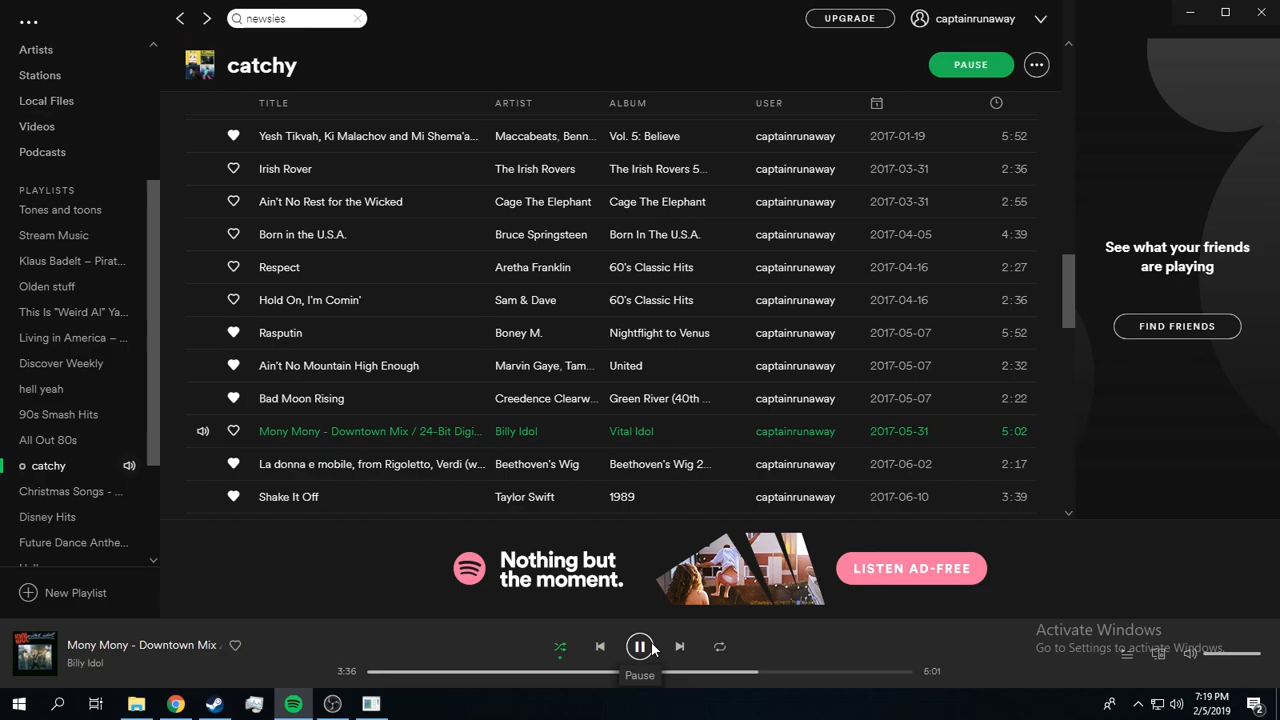 newsies
UPGRADE
captainrunaway
Artists
Stations
Local Files
Videos
Podcasts
PLAYLISTS
Tones and toons
Stream Music
Klaus Badelt – Pirat...
Olden stuff
This Is "Weird Al" Ya...
Living in America – ...
Discover Weekly
hell yeah
90s Smash Hits
All Out 80s
catchy
Christmas Songs - ...
Disney Hits
Future Dance Anthe...
New Playlist
catchy
PAUSE
TITLE ARTIST ALBUM USER
Yesh Tikvah, Ki Malachov and Mi Shema'a... Maccabeats, Benn... Vol. 5: Believe captainrunaway 2017-01-19 5:52
Irish Rover The Irish Rovers The Irish Rovers 5... captainrunaway 2017-03-31 2:36
Ain't No Rest for the Wicked Cage The Elephant Cage The Elephant captainrunaway 2017-03-31 2:55
Born in the U.S.A. Bruce Springsteen Born In The U.S.A. captainrunaway 2017-04-05 4:39
Respect Aretha Franklin 60's Classic Hits captainrunaway 2017-04-16 2:27
Hold On, I'm Comin' Sam & Dave 60's Classic Hits captainrunaway 2017-04-16 2:36
Rasputin Boney M. Nightflight to Venus captainrunaway 2017-05-07 5:52
Ain't No Mountain High Enough Marvin Gaye, Tam... United captainrunaway 2017-05-07 2:32
Bad Moon Rising Creedence Clearw... Green River (40th ... captainrunaway 2017-05-07 2:22
Mony Mony - Downtown Mix / 24-Bit Digi... Billy Idol Vital Idol captainrunaway 2017-05-31 5:02
La donna e mobile, from Rigoletto, Verdi (w... Beethoven's Wig Beethoven's Wig 2... captainrunaway 2017-06-02 2:17
Shake It Off Taylor Swift 1989 captainrunaway 2017-06-10 3:39
See what your friends
are playing
FIND FRIENDS
Nothing but
the moment.
LISTEN AD-FREE
Mony Mony - Downtown Mix
Billy Idol
3:36
5:01
Pause
Activate Windows
Go to Settings to activate Windows.
7:19 PM
2/5/2019
2